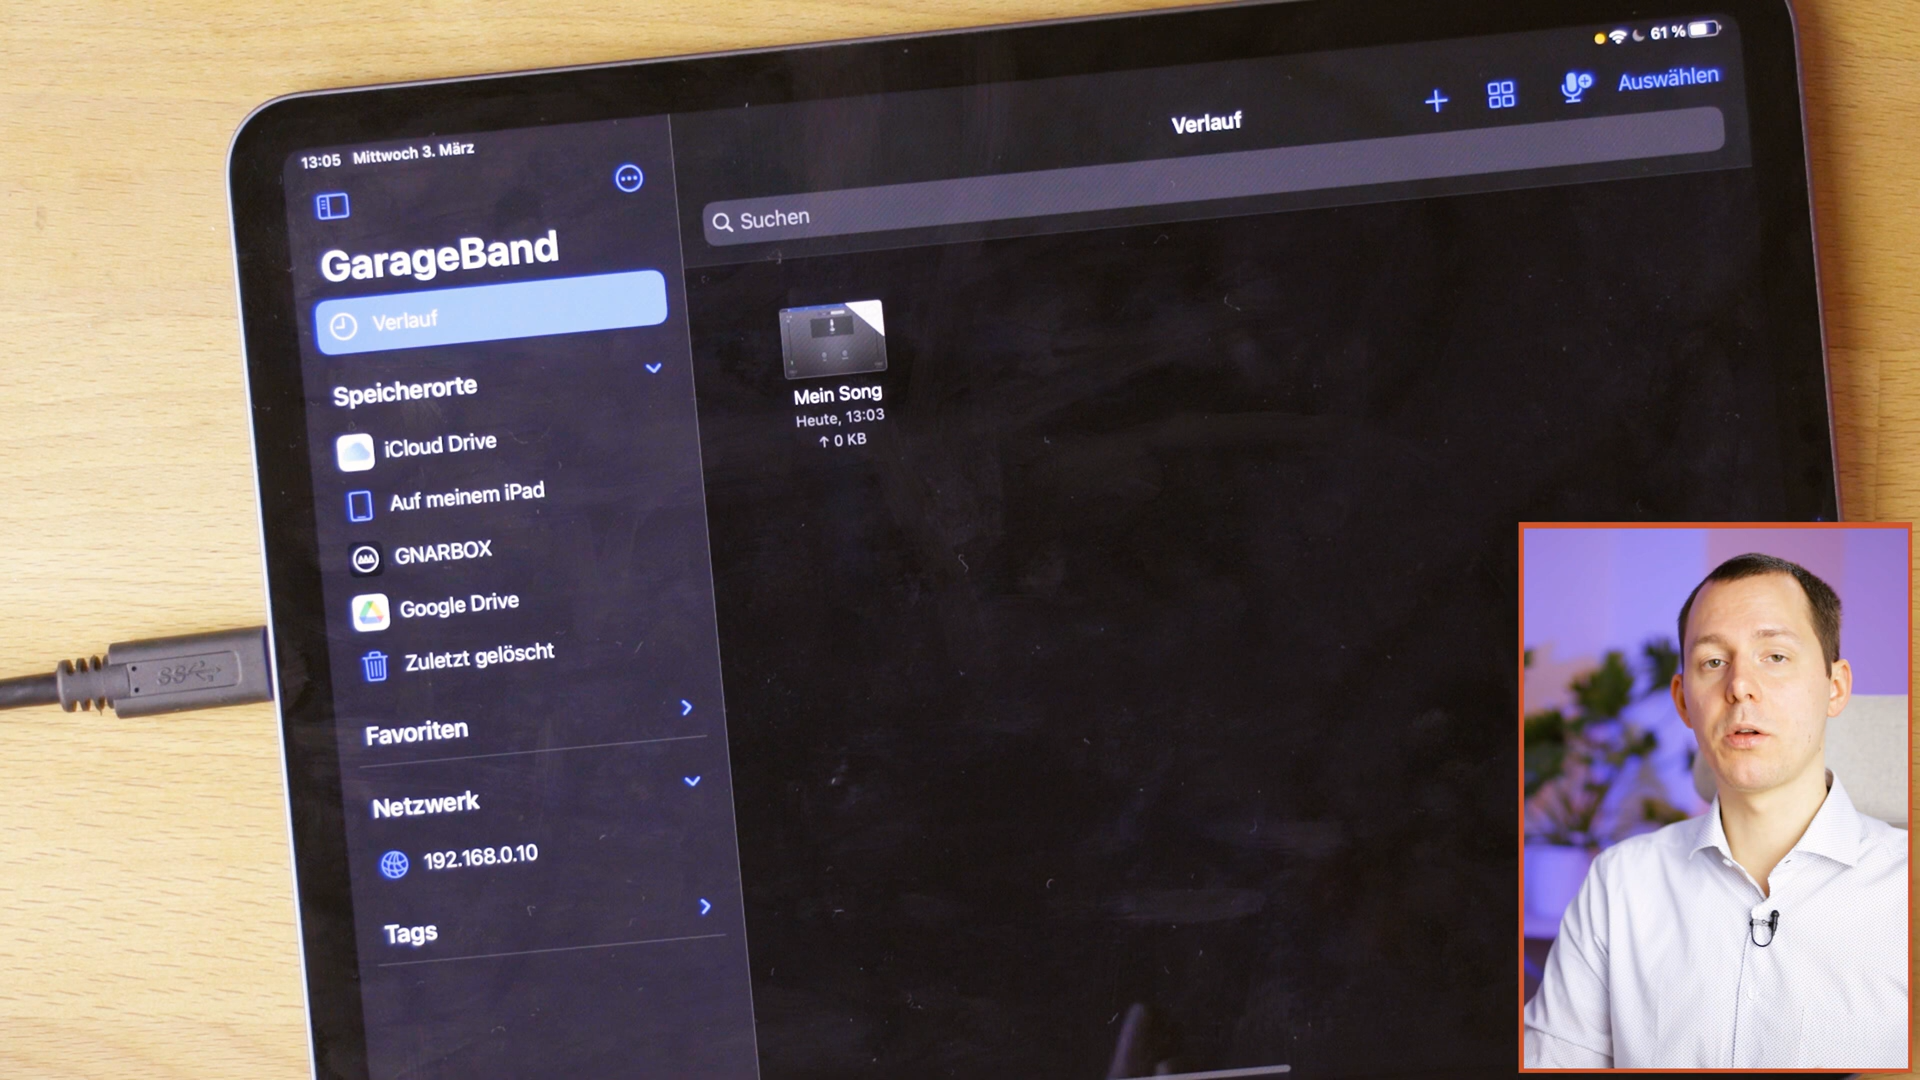 13:05 Mittwoch 3. März
61 %
GarageBand
Verlauf
Speicherorte
iCloud Drive
Auf meinem iPad
GNARBOX
Google Drive
Zuletzt gelöscht
Favoriten
Netzwerk
192.168.0.10
Tags
Verlauf
Auswählen
Suchen
Mein Song
Heute, 13:03
↑ 0 KB